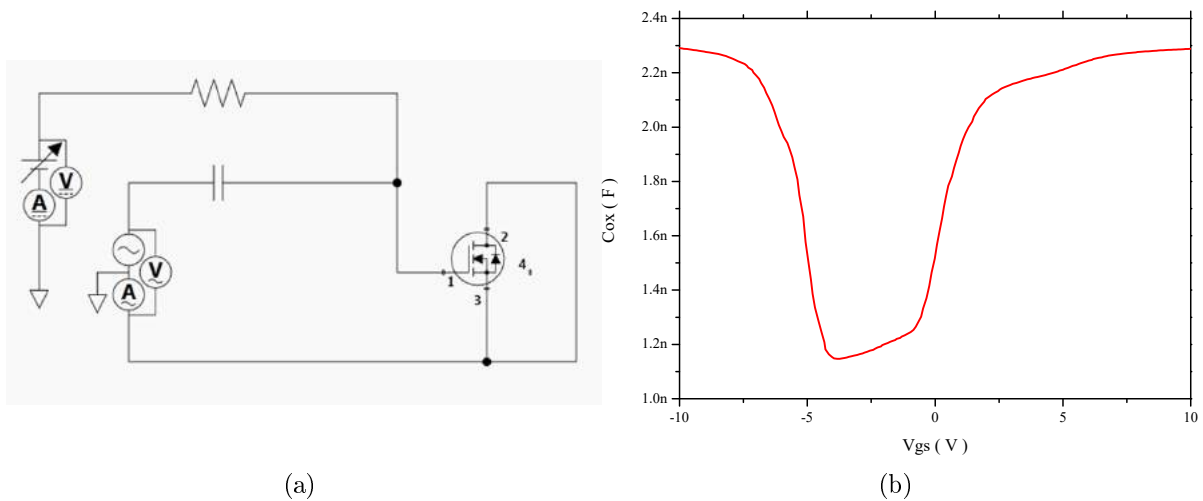 V
A
V
A
1
2
3
4
(a)
2.4n
2.2n
2.0n
1.8n
1.6n
1.4n
1.2n
1.0n
Cox ( F )
-10
-5
0
5
10
Vgs ( V )
(b)